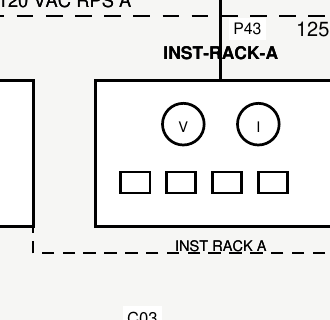 120 VAC RPS A
P43
125
INST-RACK-A
V
I
INST RACK A
C03